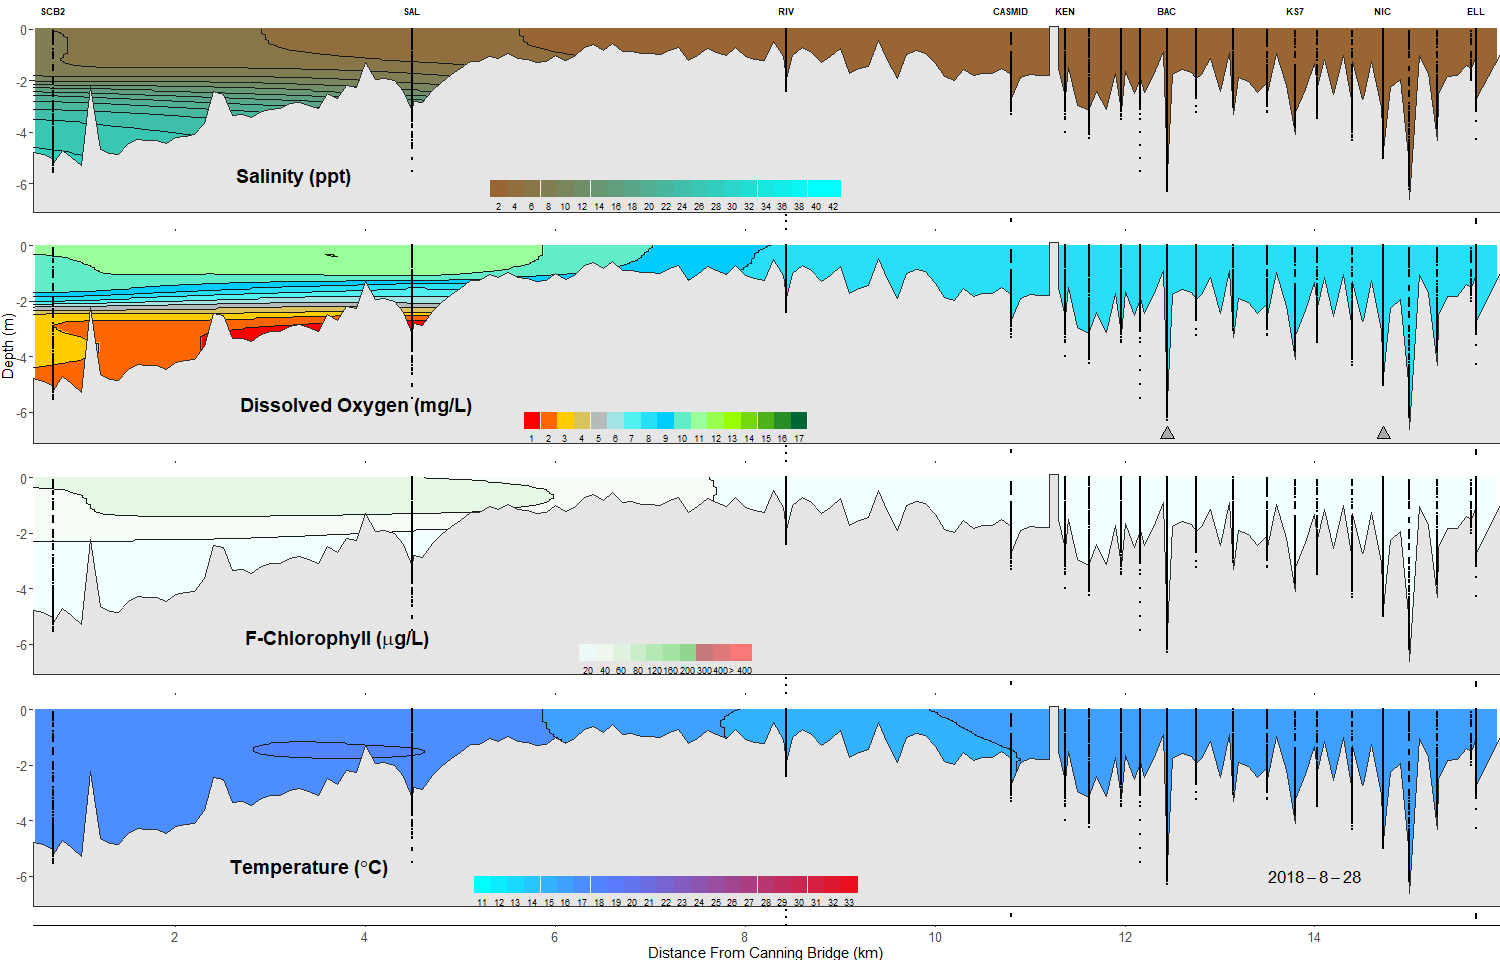 SCB2 SAL RIV CASMID KEN BAC KS7 NIC ELL
0
-2
-4
-6
Salinity (ppt)
2 4 6 8 10 12 14 16 18 20 22 24 26 28 30 32 34 36 38 40 42
0
-2
-4
-6
Dissolved Oxygen (mg/L)
1 2 3 4 5 6 7 8 9 10 11 12 13 14 15 16 17
Depth (m)
0
-2
-4
-6
F-Chlorophyll (µg/L)
20 40 60 80 120 160 200 300 400 > 400
0
-2
-4
-6
Temperature (°C)
2018 – 8 – 28
11 12 13 14 15 16 17 18 19 20 21 22 23 24 25 26 27 28 29 30 31 32 33
2 4 6 8 10 12 14
Distance From Canning Bridge (km)